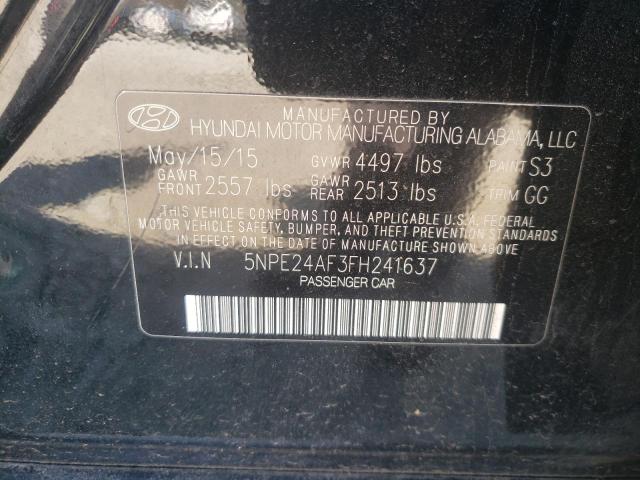 MANUFACTURED BY
HYUNDAI MOTOR MANUFACTURING ALABAMA, LLC
May/15/15 GVWR 4497 lbs PAINT S3
GAWR FRONT 2557 lbs GAWR REAR 2513 lbs TRIM GG
THIS VEHICLE CONFORMS TO ALL APPLICABLE U.S.A. FEDERAL
MOTOR VEHICLE SAFETY, BUMPER, AND THEFT PREVENTION STANDARDS
IN EFFECT ON THE DATE OF MANUFACTURE SHOWN ABOVE.
V.I.N 5NPE24AF3FH241637
PASSENGER CAR